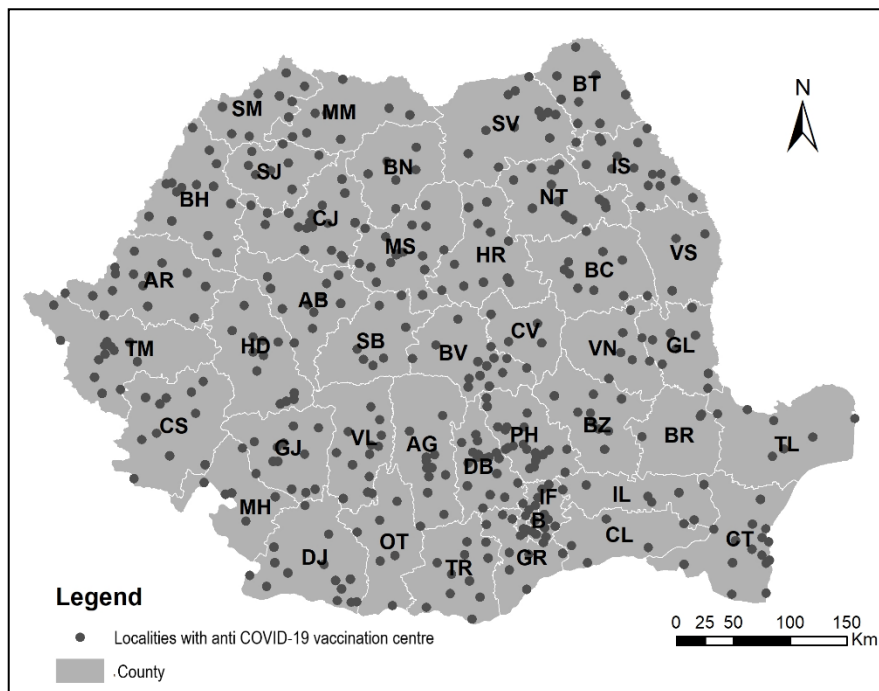 N
BT
SM
MM
SV
IS
SJ
BN
NT
BH
CJ
MS
HR
VS
BC
AR
AB
CV
SB
BV
VN
GL
TM
HD
CS
VL
AG
PH
BZ
BR
GJ
DB
TL
IF
IL
MH
B
CL
CT
DJ
OT
TR
GR
Legend
Localities with anti COVID-19 vaccination centre
.County
0 25 50 100 150
Km